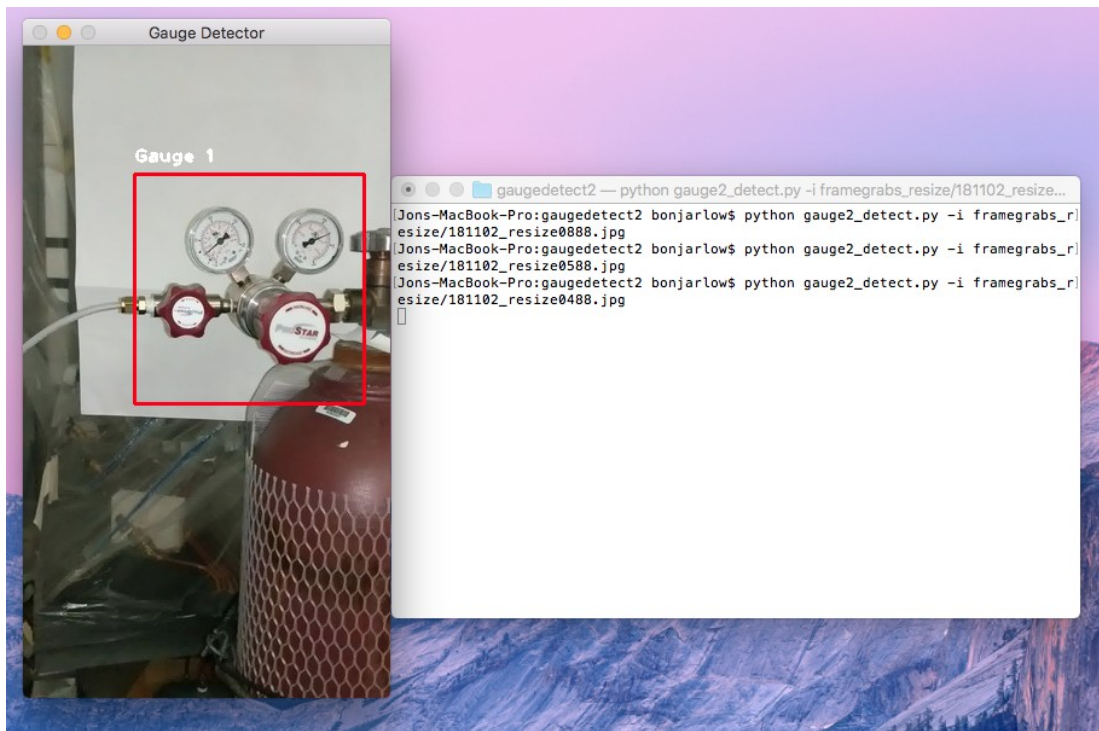 Gauge Detector
Gauge 1
PROSTAR
gaugedetect2 — python gauge2_detect.py -i framegrabs_resize/181102_resize...
[Jons-MacBook-Pro:gaugedetect2 bonjarlow$ python gauge2_detect.py -i framegrabs_r]
esize/181102_resize0888.jpg
[Jons-MacBook-Pro:gaugedetect2 bonjarlow$ python gauge2_detect.py -i framegrabs_r]
esize/181102_resize0588.jpg
[Jons-MacBook-Pro:gaugedetect2 bonjarlow$ python gauge2_detect.py -i framegrabs_r]
esize/181102_resize0488.jpg